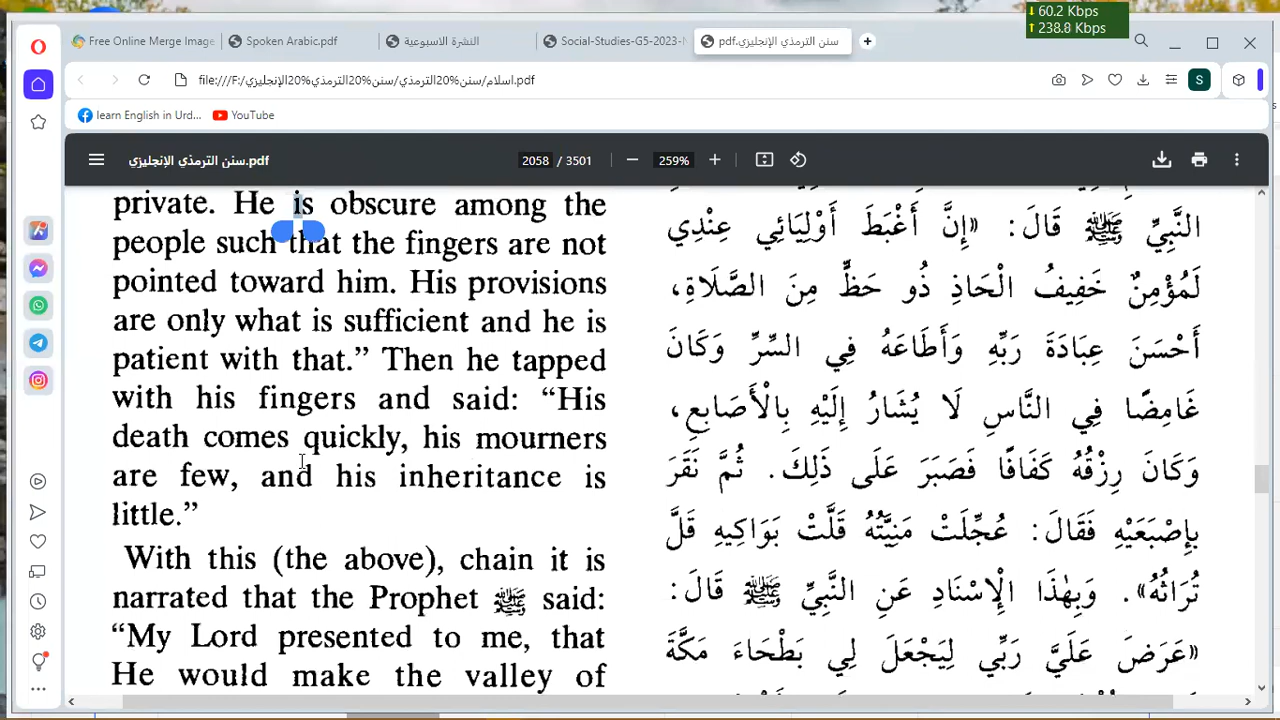 60.2 Kbps
238.8 Kbps
Free Online Merge Image
Spoken Arabic.p
النشرة الاسبوعية
Social-Studies-G5-2023-
سنن الترمذي الإنجليزي.pdf
file:///F:/اسلام/سنن%20الترمذي/سنن%20الترمذي%20الإنجليزي.pdf
S
learn English in Urd...
YouTube
سنن الترمذي الإنجليزي.pdf
2058 / 3501
259%
private. He is obscure among the
people such that the fingers are not
pointed toward him. His provisions
are only what is sufficient and he is
patient with that.” Then he tapped
with his fingers and said: “His
death comes quickly, his mourners
are few, and his inheritance is
little.”
With this (the above), chain it is
narrated that the Prophet ﷺ said:
“My Lord presented to me, that
He would make the valley of
النَّبِيِّ ﷺ قَالَ: «إِنَّ أَغْبَطَ أَوْلِيَائِي عِنْدِي
لَمُؤْمِنٌ خَفِيفُ الْحَاذِ ذُو حَظٍّ مِنَ الصَّلَاةِ،
أَحْسَنَ عِبَادَةَ رَبِّهِ وَأَطَاعَهُ فِي السِّرِّ وَكَانَ
غَامِضًا فِي النَّاسِ لَا يُشَارُ إِلَيْهِ بِالْأَصَابِعِ،
وَكَانَ رِزْقُهُ كَفَافًا فَصَبَرَ عَلَى ذَلِكَ. ثُمَّ نَقَرَ
بِإِصْبَعَيْهِ فَقَالَ: عُجِّلَتْ مَنِيَّتُهُ قَلَّتْ بَوَاكِيهِ قَلَّ
تُرَاثُهُ». وَبِهٰذَا الْإِسْنَادِ عَنِ النَّبِيِّ ﷺ قَالَ:
«عَرَضَ عَلَيَّ رَبِّي لِيَجْعَلَ لِي بَطْحَاءَ مَكَّةَ